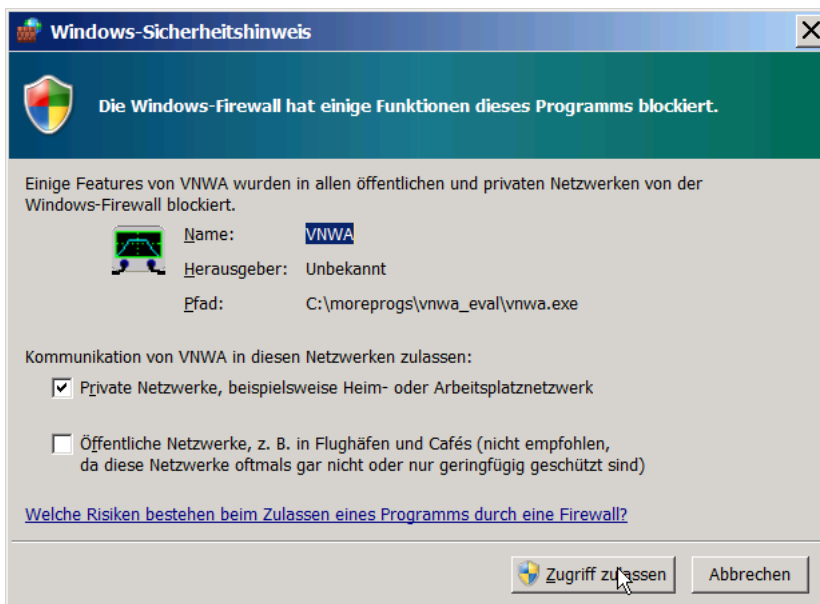 Windows-Sicherheitshinweis
Die Windows-Firewall hat einige Funktionen dieses Programms blockiert.
Einige Features von VNWA wurden in allen öffentlichen und privaten Netzwerken von der
Windows-Firewall blockiert.
Name: VNWA
Herausgeber: Unbekannt
Pfad: C:\moreprogs\vnwa_eval\vnwa.exe
Kommunikation von VNWA in diesen Netzwerken zulassen:
Private Netzwerke, beispielsweise Heim- oder Arbeitsplatznetzwerk
Öffentliche Netzwerke, z. B. in Flughäfen und Cafés (nicht empfohlen,
da diese Netzwerke oftmals gar nicht oder nur geringfügig geschützt sind)
Welche Risiken bestehen beim Zulassen eines Programms durch eine Firewall?
Zugriff zulassen Abbrechen